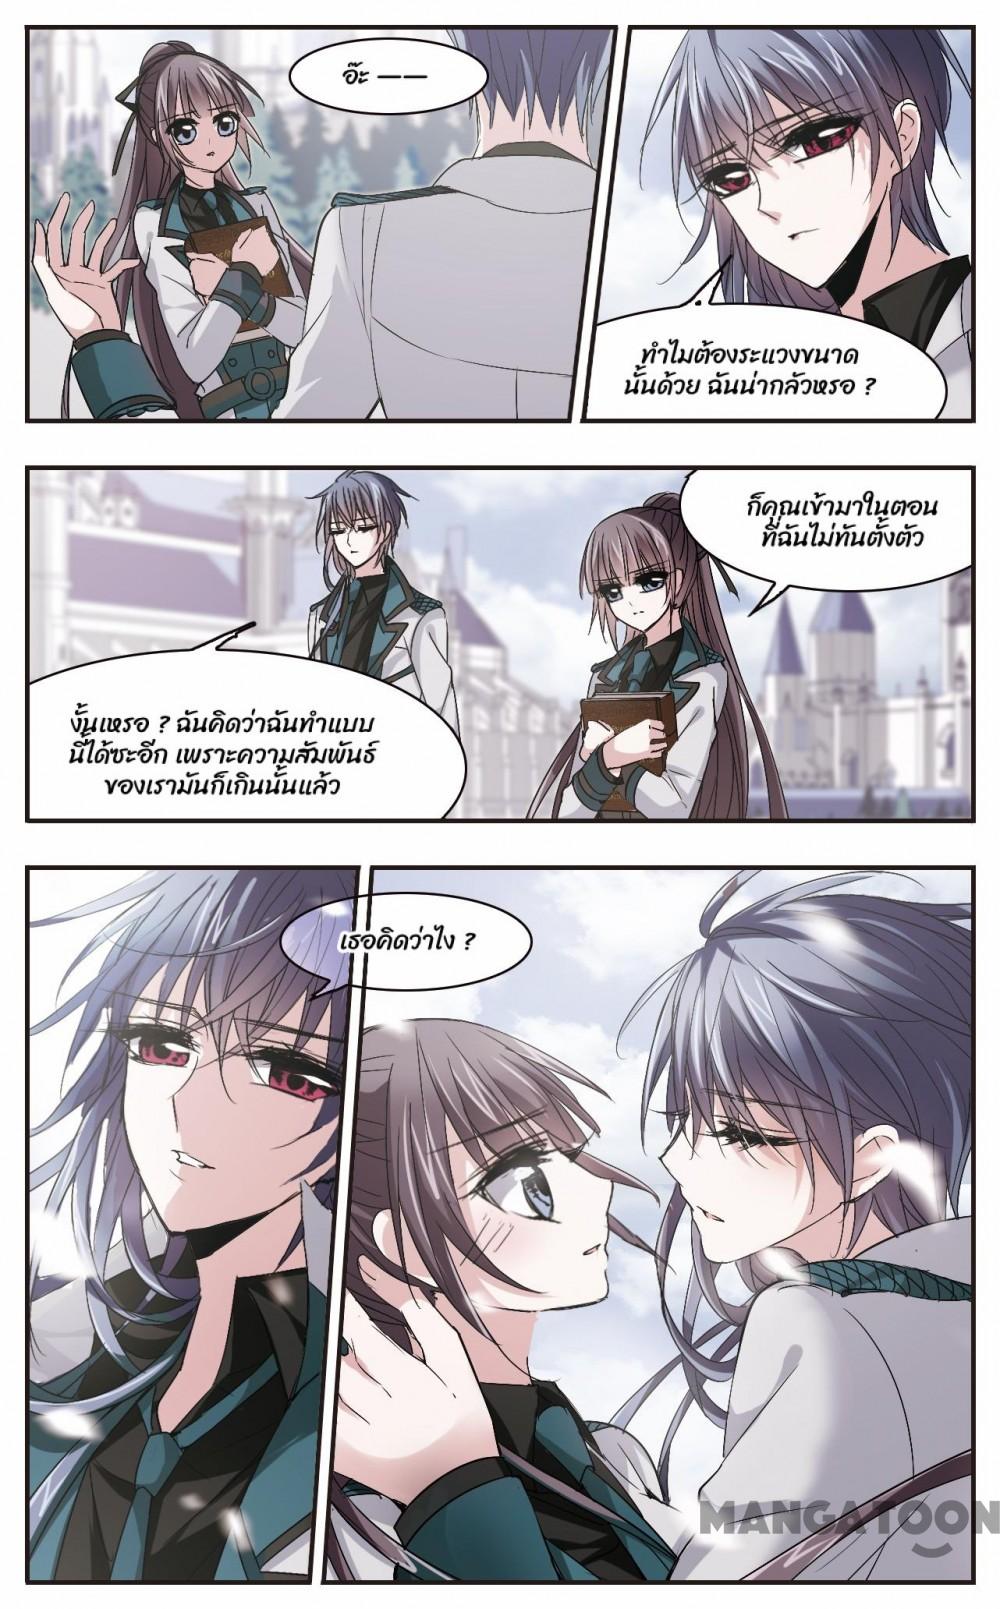 อ๊ะ ——
ทำไมต้องระแวงขนาด
นั้นด้วย ฉันน่ากลัวหรอ ?
ก็คุณเข้ามาในตอน
ที่ฉันไม่ทันตั้งตัว
งั้นเหรอ ? ฉันคิดว่าฉันทำแบบ
นี้ได้ซะอีก เพราะความสัมพันธ์
ของเรามันก็เกินนั้นแล้ว
เธอคิดว่าไง ?
MANGATOON